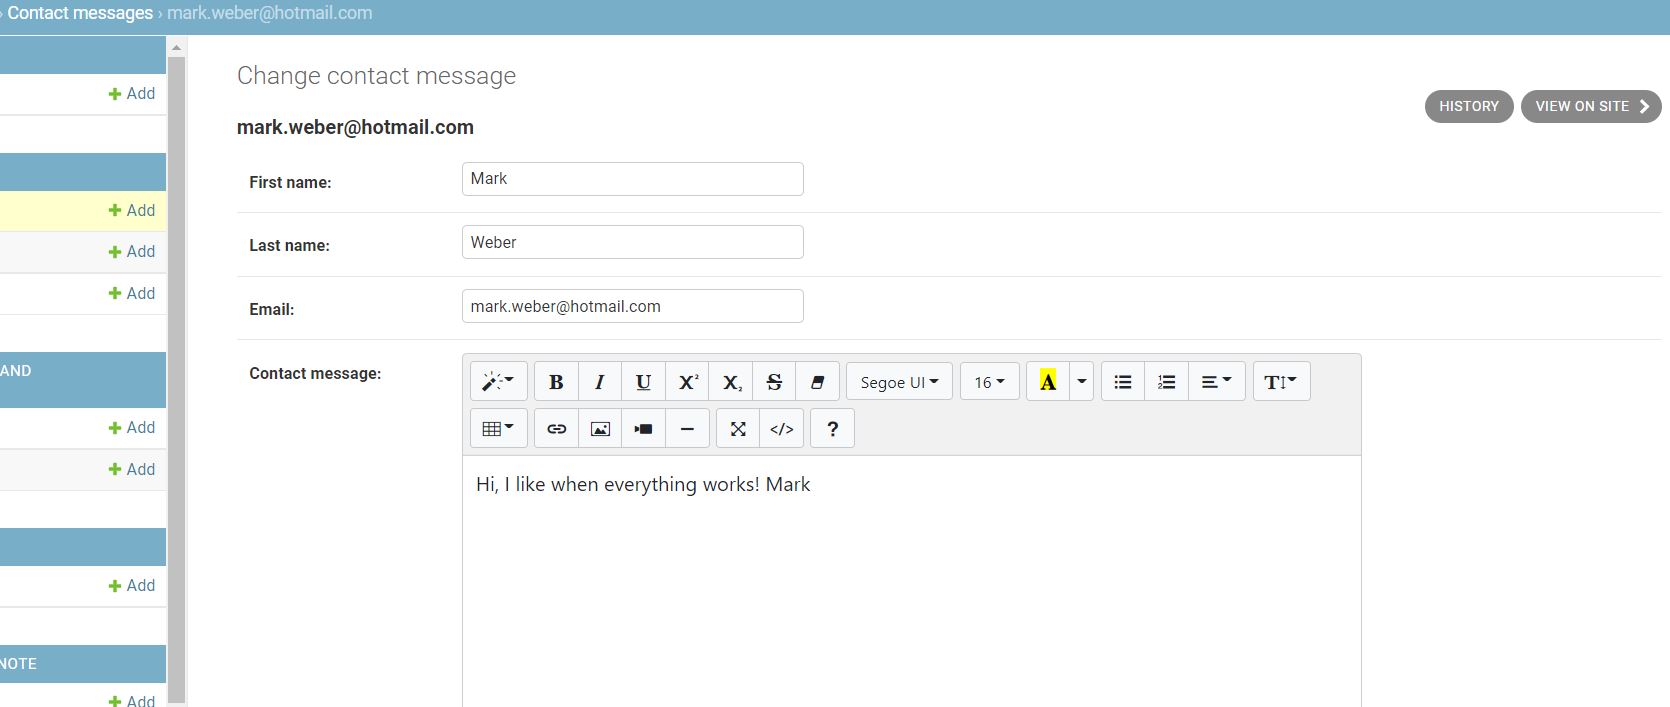 › Contact messages › mark.weber@hotmail.com
Add
Add
Add
Add
AND
Add
Add
Add
NOTE
Add
Change contact message
HISTORY
VIEW ON SITE
mark.weber@hotmail.com
First name: Mark
Last name: Weber
Email: mark.weber@hotmail.com
Contact message:
B I U X² X₂ S Segoe UI 16 A T
</> ?
Hi, I like when everything works! Mark